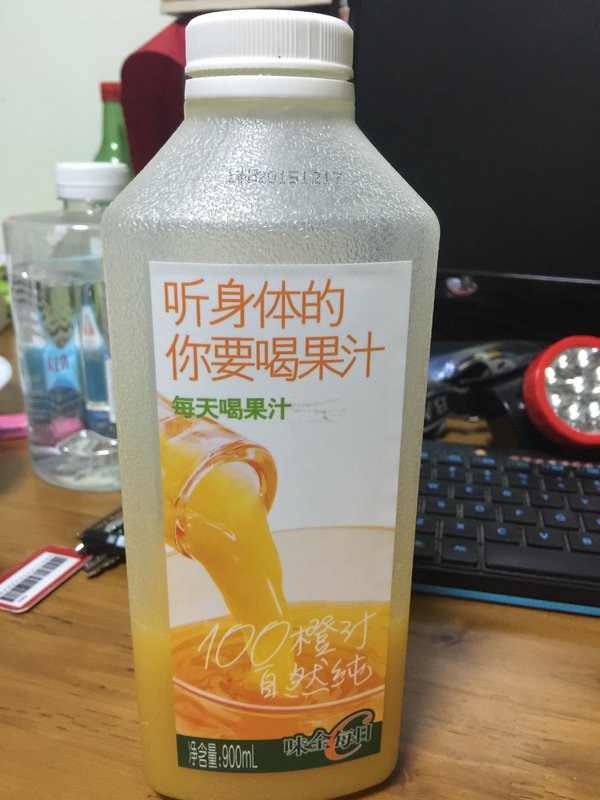 20151217
听身体的
你要喝果汁
每天喝果汁
100橙汁
自然纯
味全每日C
净含量:900mL